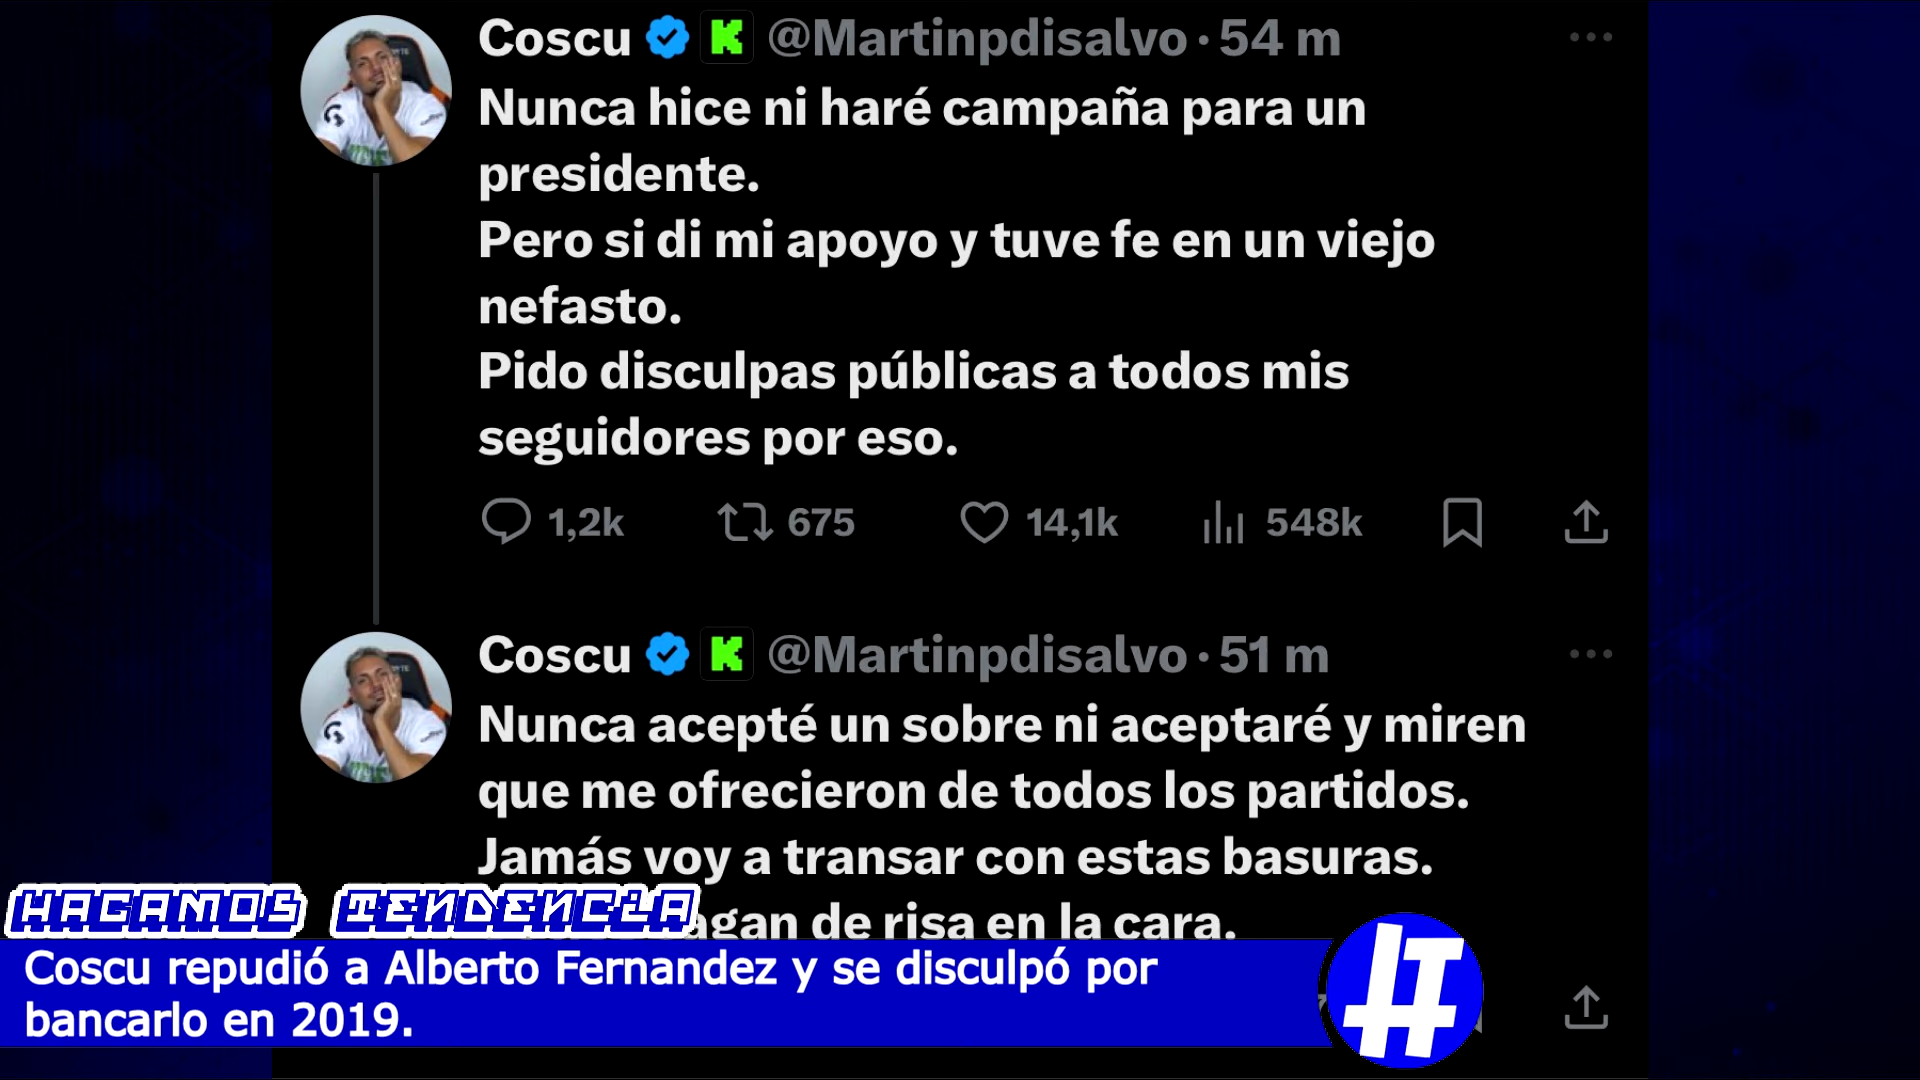 Coscu @Martinpdisalvo · 54 m
Nunca hice ni haré campaña para un
presidente.
Pero si di mi apoyo y tuve fe en un viejo
nefasto.
Pido disculpas públicas a todos mis
seguidores por eso.
1,2k 675 14,1k 548k
Coscu @Martinpdisalvo · 51 m
Nunca acepté un sobre ni aceptaré y miren
que me ofrecieron de todos los partidos.
Jamás voy a transar con estas basuras.
de risa en la cara.
HAGAMOS TENDENCIA
Coscu repudió a Alberto Fernandez y se disculpó por
bancarlo en 2019.
HT